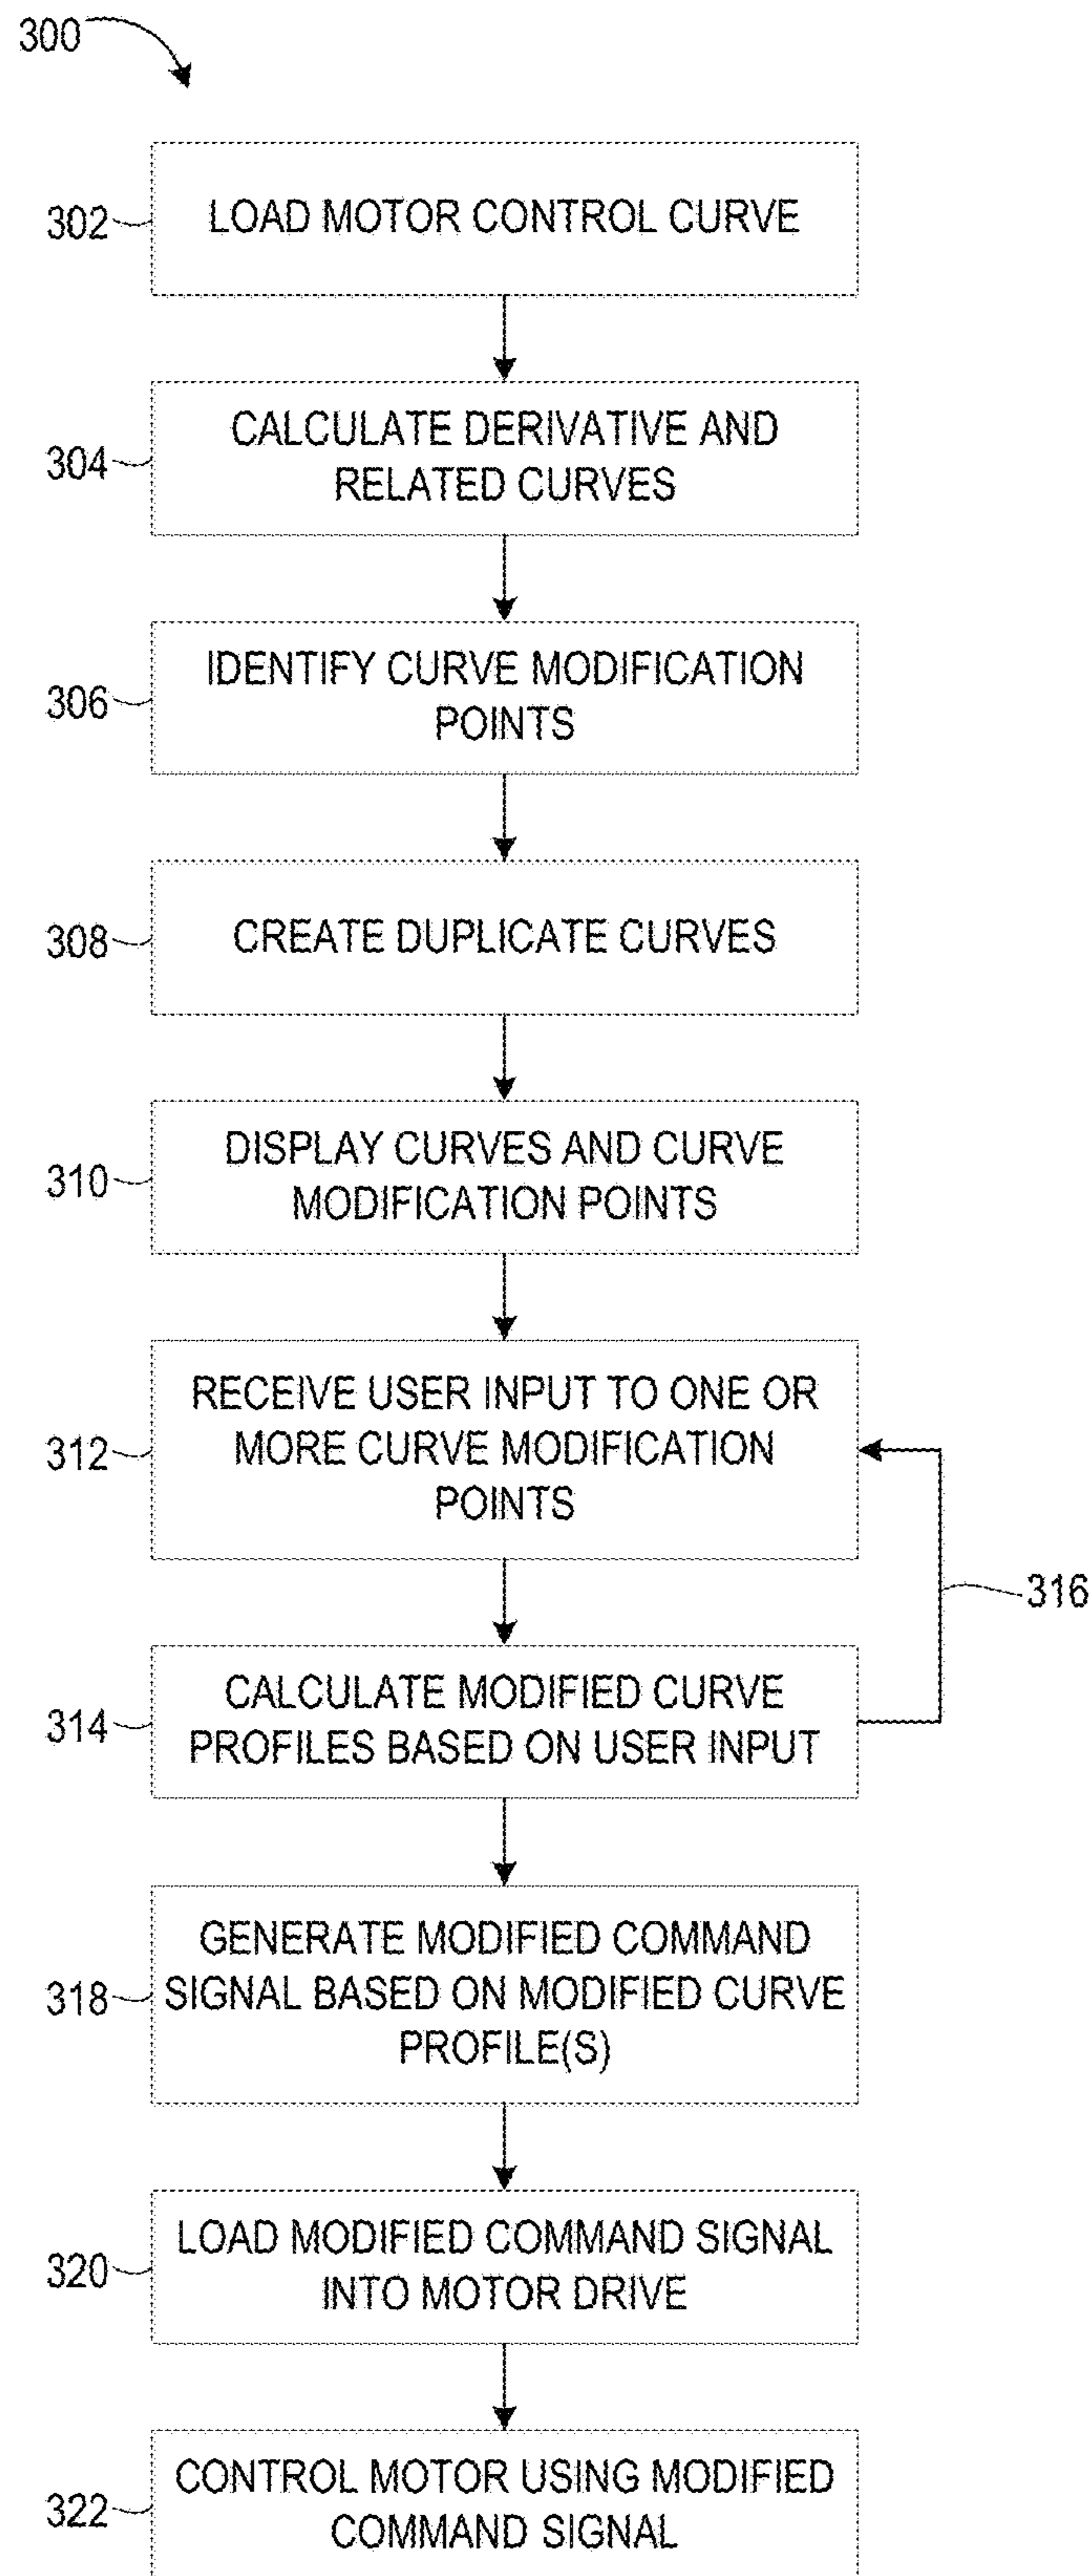 300
302
LOAD MOTOR CONTROL CURVE
304
CALCULATE DERIVATIVE AND
RELATED CURVES
306
IDENTIFY CURVE MODIFICATION
POINTS
308
CREATE DUPLICATE CURVES
310
DISPLAY CURVES AND CURVE
MODIFICATION POINTS
312
RECEIVE USER INPUT TO ONE OR
MORE CURVE MODIFICATION
POINTS
316
314
CALCULATE MODIFIED CURVE
PROFILES BASED ON USER INPUT
318
GENERATE MODIFIED COMMAND
SIGNAL BASED ON MODIFIED CURVE
PROFILE(S)
320
LOAD MODIFIED COMMAND SIGNAL
INTO MOTOR DRIVE
322
CONTROL MOTOR USING MODIFIED
COMMAND SIGNAL